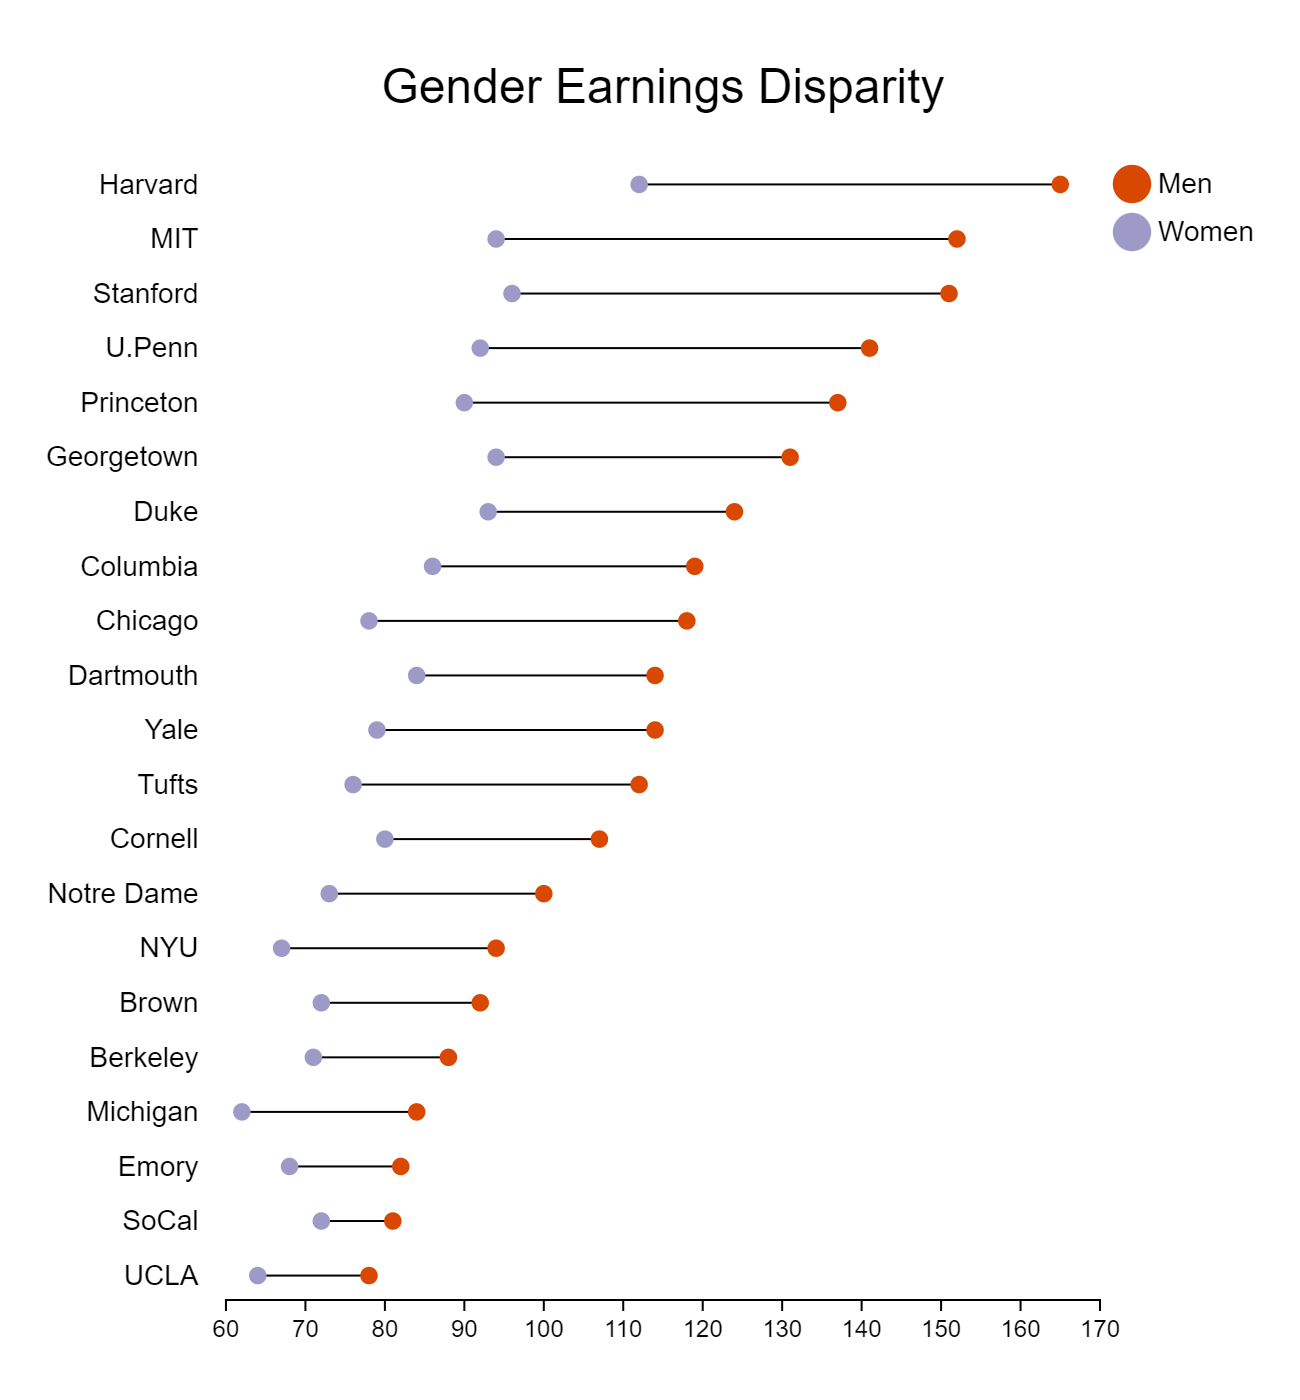 Gender Earnings Disparity
Harvard
MIT
Stanford
U.Penn
Princeton
Georgetown
Duke
Columbia
Chicago
Dartmouth
Yale
Tufts
Cornell
Notre Dame
NYU
Brown
Berkeley
Michigan
Emory
SoCal
UCLA
60 70 80 90 100 110 120 130 140 150 160 170
Men
Women